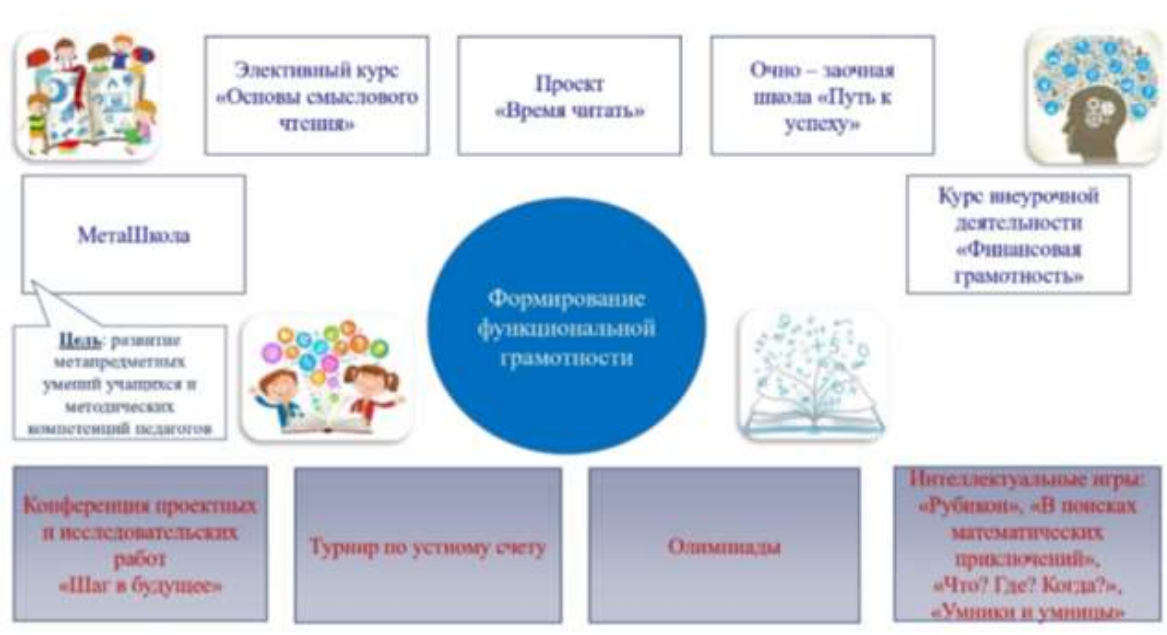 Элективный курс
«Основы смыслового
чтения»
Проект
«Время читать»
Очно – заочная
школа «Путь к
успеху»
МетаШкола
Курс внеурочной
деятельности
«Финансовая
грамотность»
Формирование
функциональной
грамотности
Цель: развитие
метапредметных
умений учащихся и
методических
компетенций педагогов
Конференция проектных
и исследовательских
работ
«Шаг в будущее»
Турнир по устному счету
Олимпиады
Интеллектуальные игры:
«Рубикон», «В поисках
математических
приключений»,
«Что? Где? Когда?»,
«Умники и умницы»